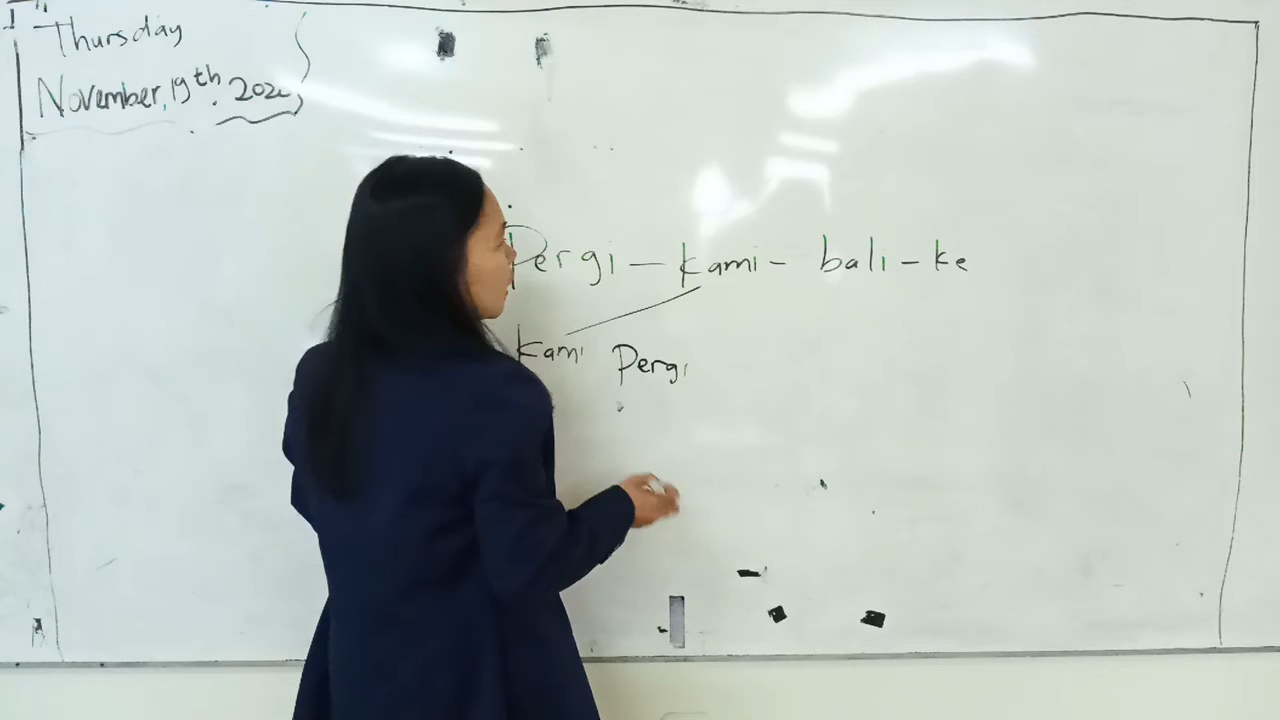 Thursday
November, 19th. 2020
Pergi - kami - bali - ke
kami Pergi